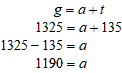 g = a + t
1325 = a + 135
1325 − 135 = a
1190 = a